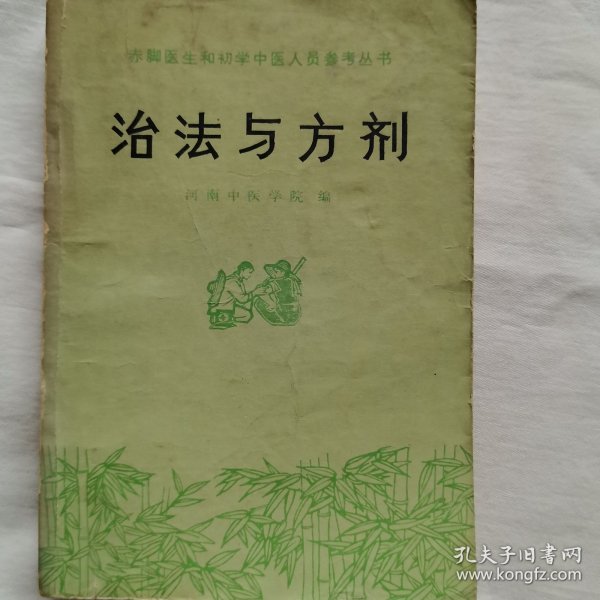 赤脚医生和初学中医人员参考丛书
治法与方剂
河南中医学院 编
孔夫子旧書网
www.kongfz.com